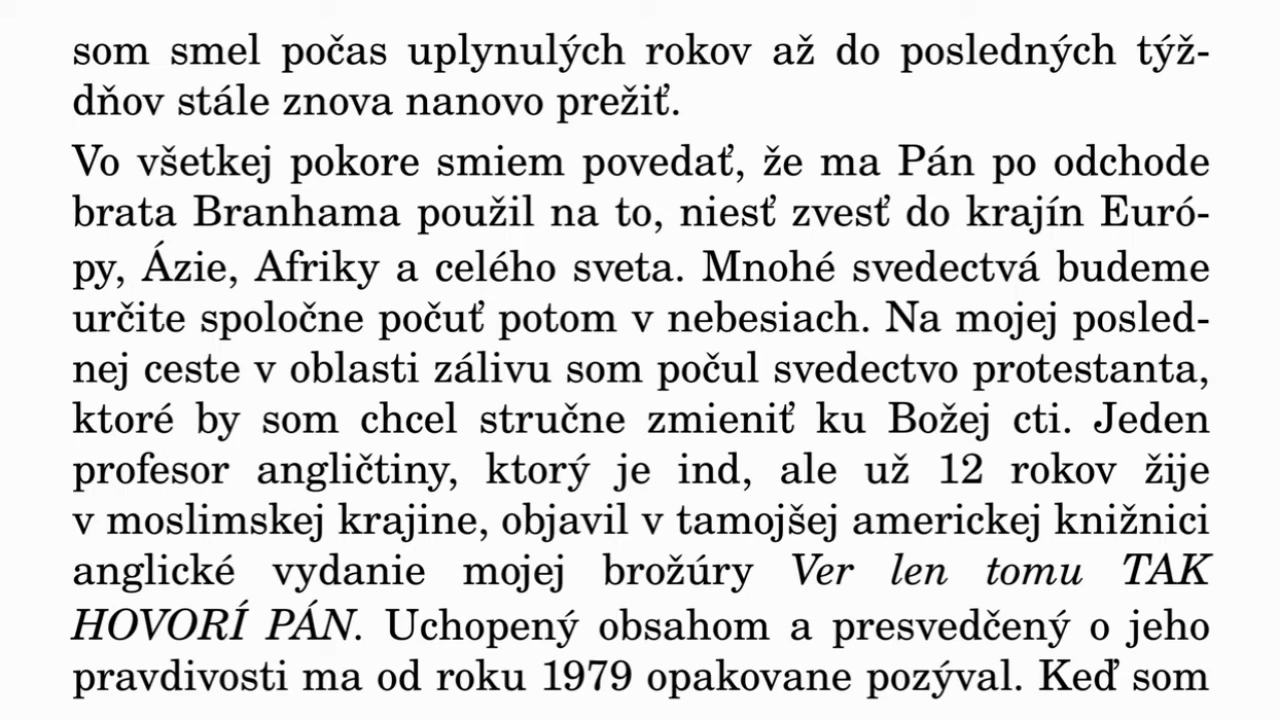 som smel počas uplynulých rokov až do posledných týž-
dňov stále znova nanovo prežiť.
Vo všetkej pokore smiem povedať, že ma Pán po odchode
brata Branhama použil na to, niesť zvesť do krajín Euró-
py, Ázie, Afriky a celého sveta. Mnohé svedectvá budeme
určite spoločne počuť potom v nebesiach. Na mojej posled-
nej ceste v oblasti zálivu som počul svedectvo protestanta,
ktoré by som chcel stručne zmieniť ku Božej cti. Jeden
profesor angličtiny, ktorý je ind, ale už 12 rokov žije
v moslimskej krajine, objavil v tamojšej americkej knižnici
anglické vydanie mojej brožúry Ver len tomu TAK
HOVORÍ PÁN. Uchopený obsahom a presvedčený o jeho
pravdivosti ma od roku 1979 opakovane pozýval. Keď som